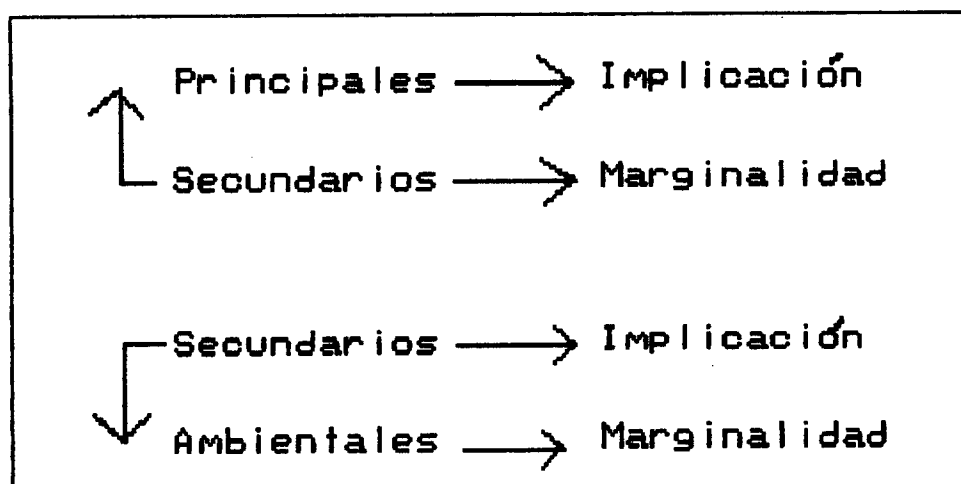 Principales Implicación
Secundarios Marginalidad
Secundarios Implicación
Ambientales Marginalidad